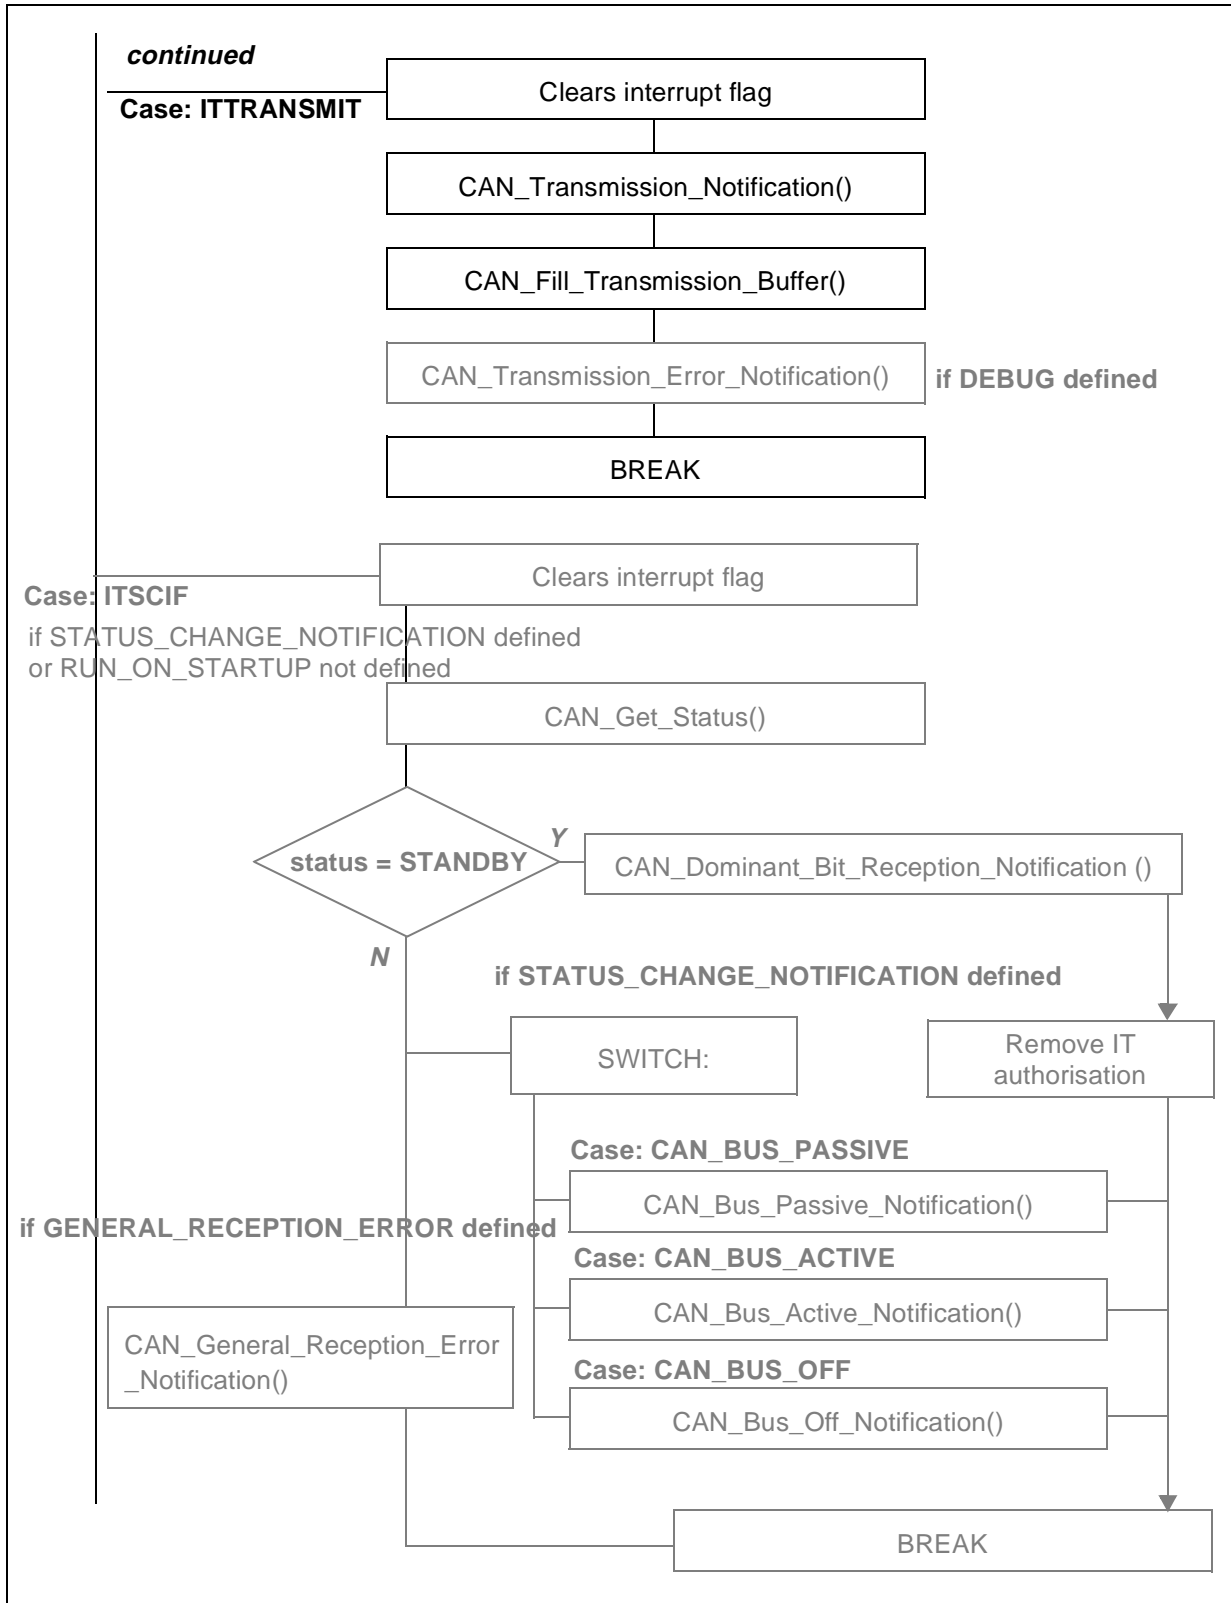 continued
Clears interrupt flag
Case: ITTRANSMIT
CAN_Transmission_Notification()
CAN_Fill_Transmission_Buffer()
CAN_Transmission_Error_Notification()
if DEBUG defined
BREAK
Clears interrupt flag
Case: ITSCIF
if STATUS_CHANGE_NOTIFICATION defined
or RUN_ON_STARTUP not defined
CAN_Get_Status()
status = STANDBY
Y
CAN_Dominant_Bit_Reception_Notification ()
N
if STATUS_CHANGE_NOTIFICATION defined
SWITCH:
Remove IT
authorisation
Case: CAN_BUS_PASSIVE
CAN_Bus_Passive_Notification()
if GENERAL_RECEPTION_ERROR defined
Case: CAN_BUS_ACTIVE
CAN_Bus_Active_Notification()
CAN_General_Reception_Error
_Notification()
Case: CAN_BUS_OFF
CAN_Bus_Off_Notification()
BREAK